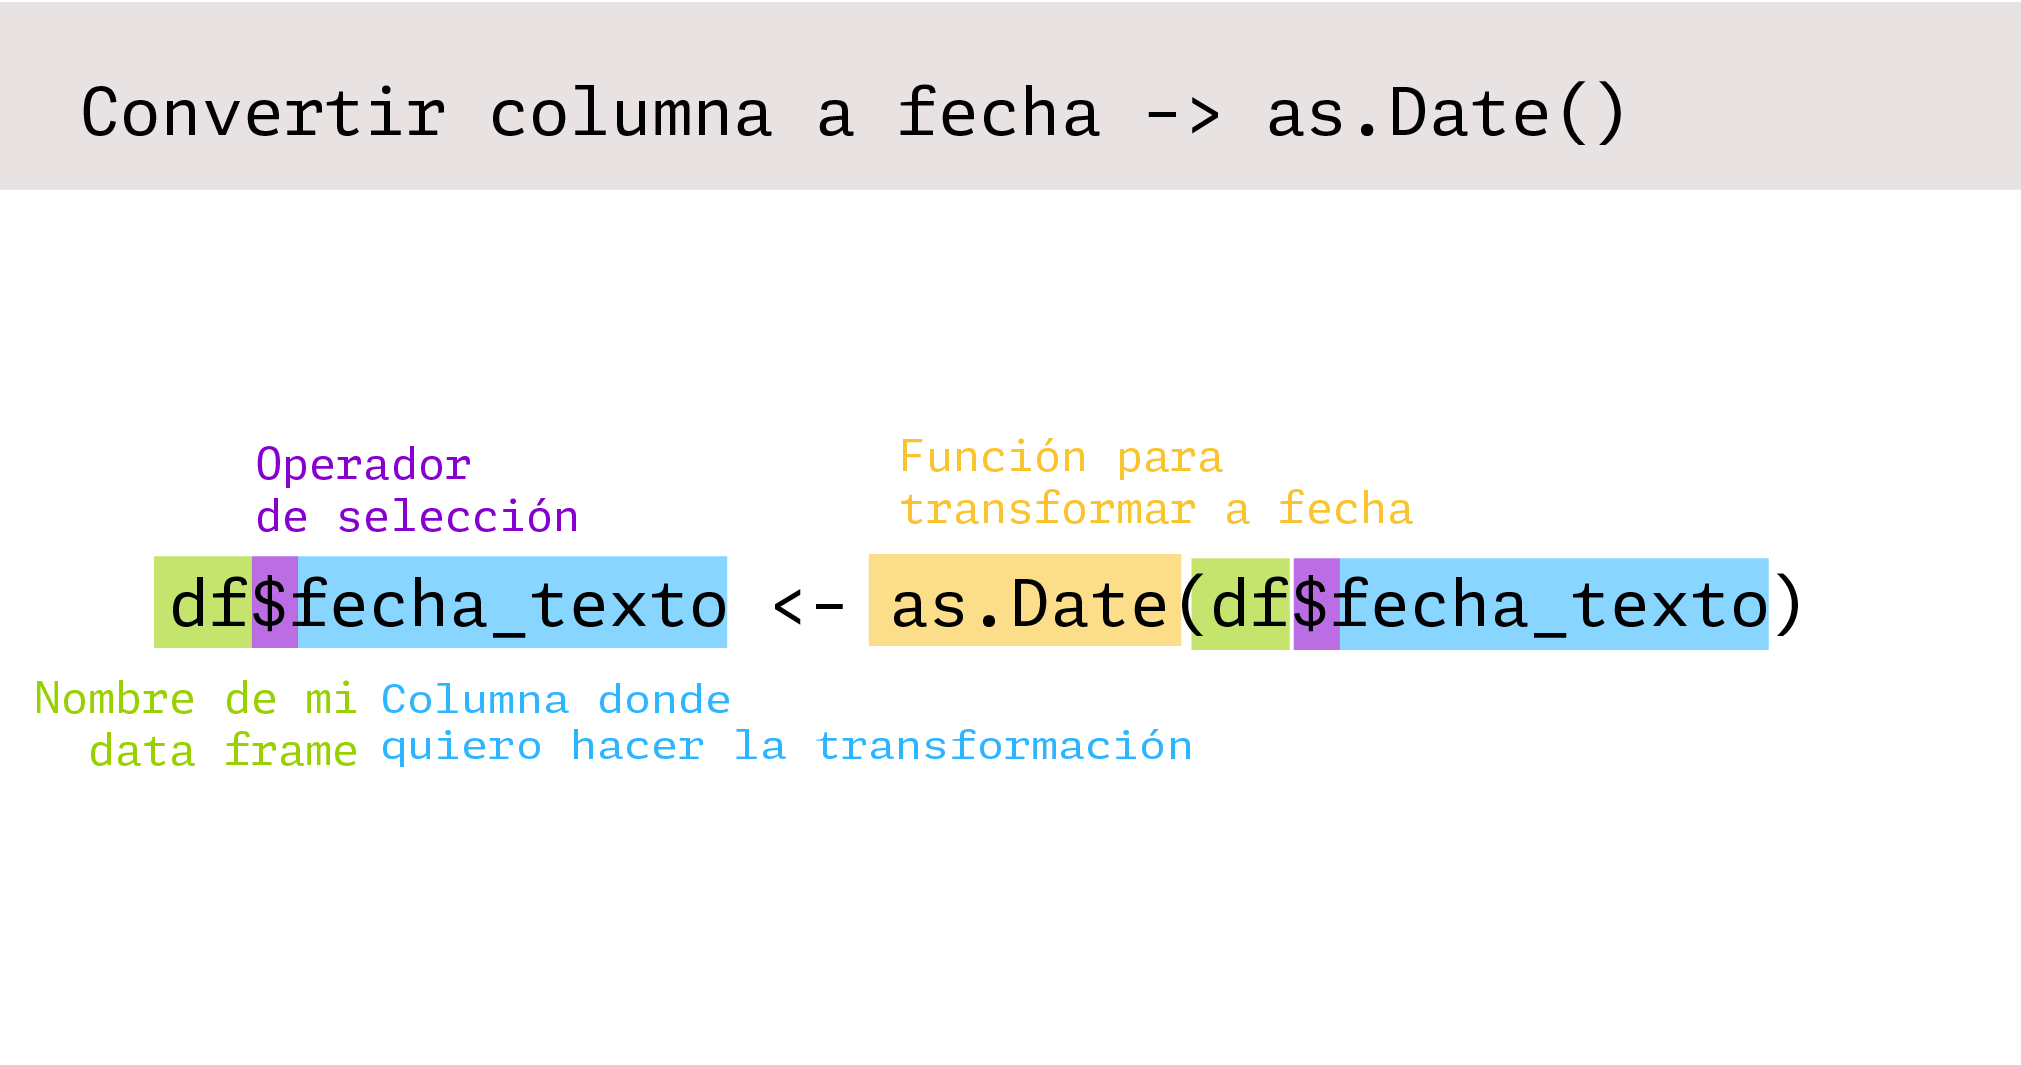 Convertir columna a fecha -> as.Date()
Operador
de selección
Función para
transformar a fecha
df$fecha_texto <- as.Date(df$fecha_texto)
Nombre de mi
data frame
Columna donde
quiero hacer la transformación